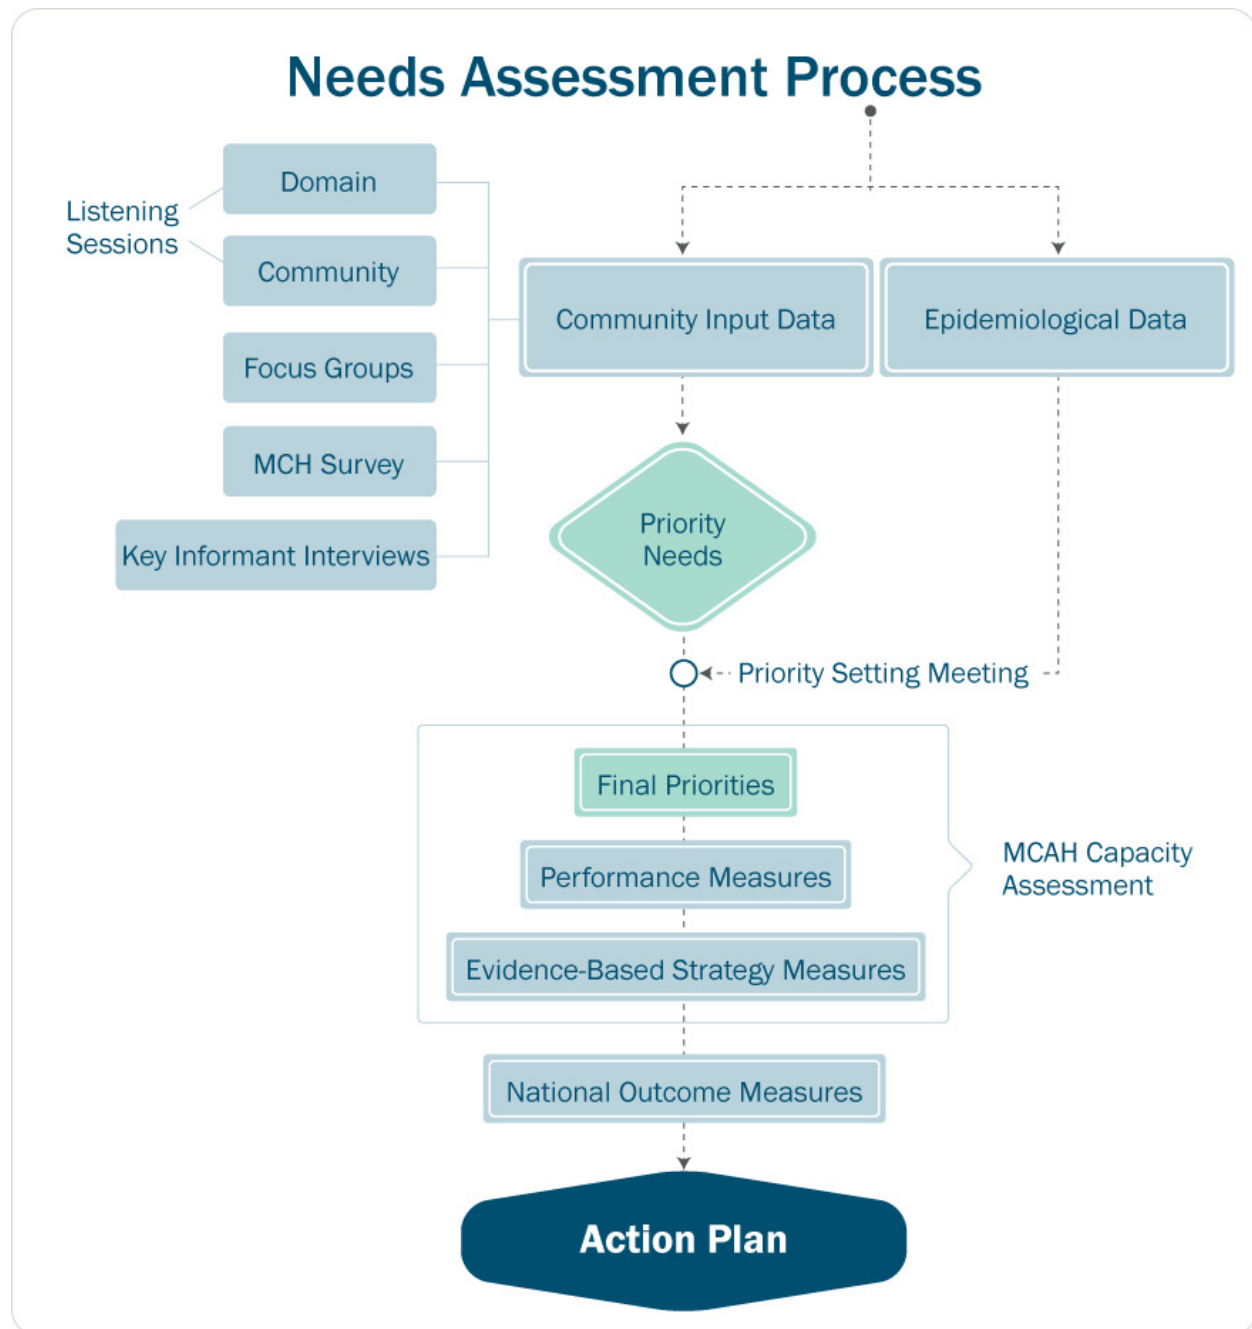 Needs Assessment Process
Listening
Sessions
Domain
Community
Focus Groups
MCH Survey
Key Informant Interviews
Community Input Data
Epidemiological Data
Priority
Needs
Priority Setting Meeting
Final Priorities
Performance Measures
Evidence-Based Strategy Measures
MCAH Capacity
Assessment
National Outcome Measures
Action Plan